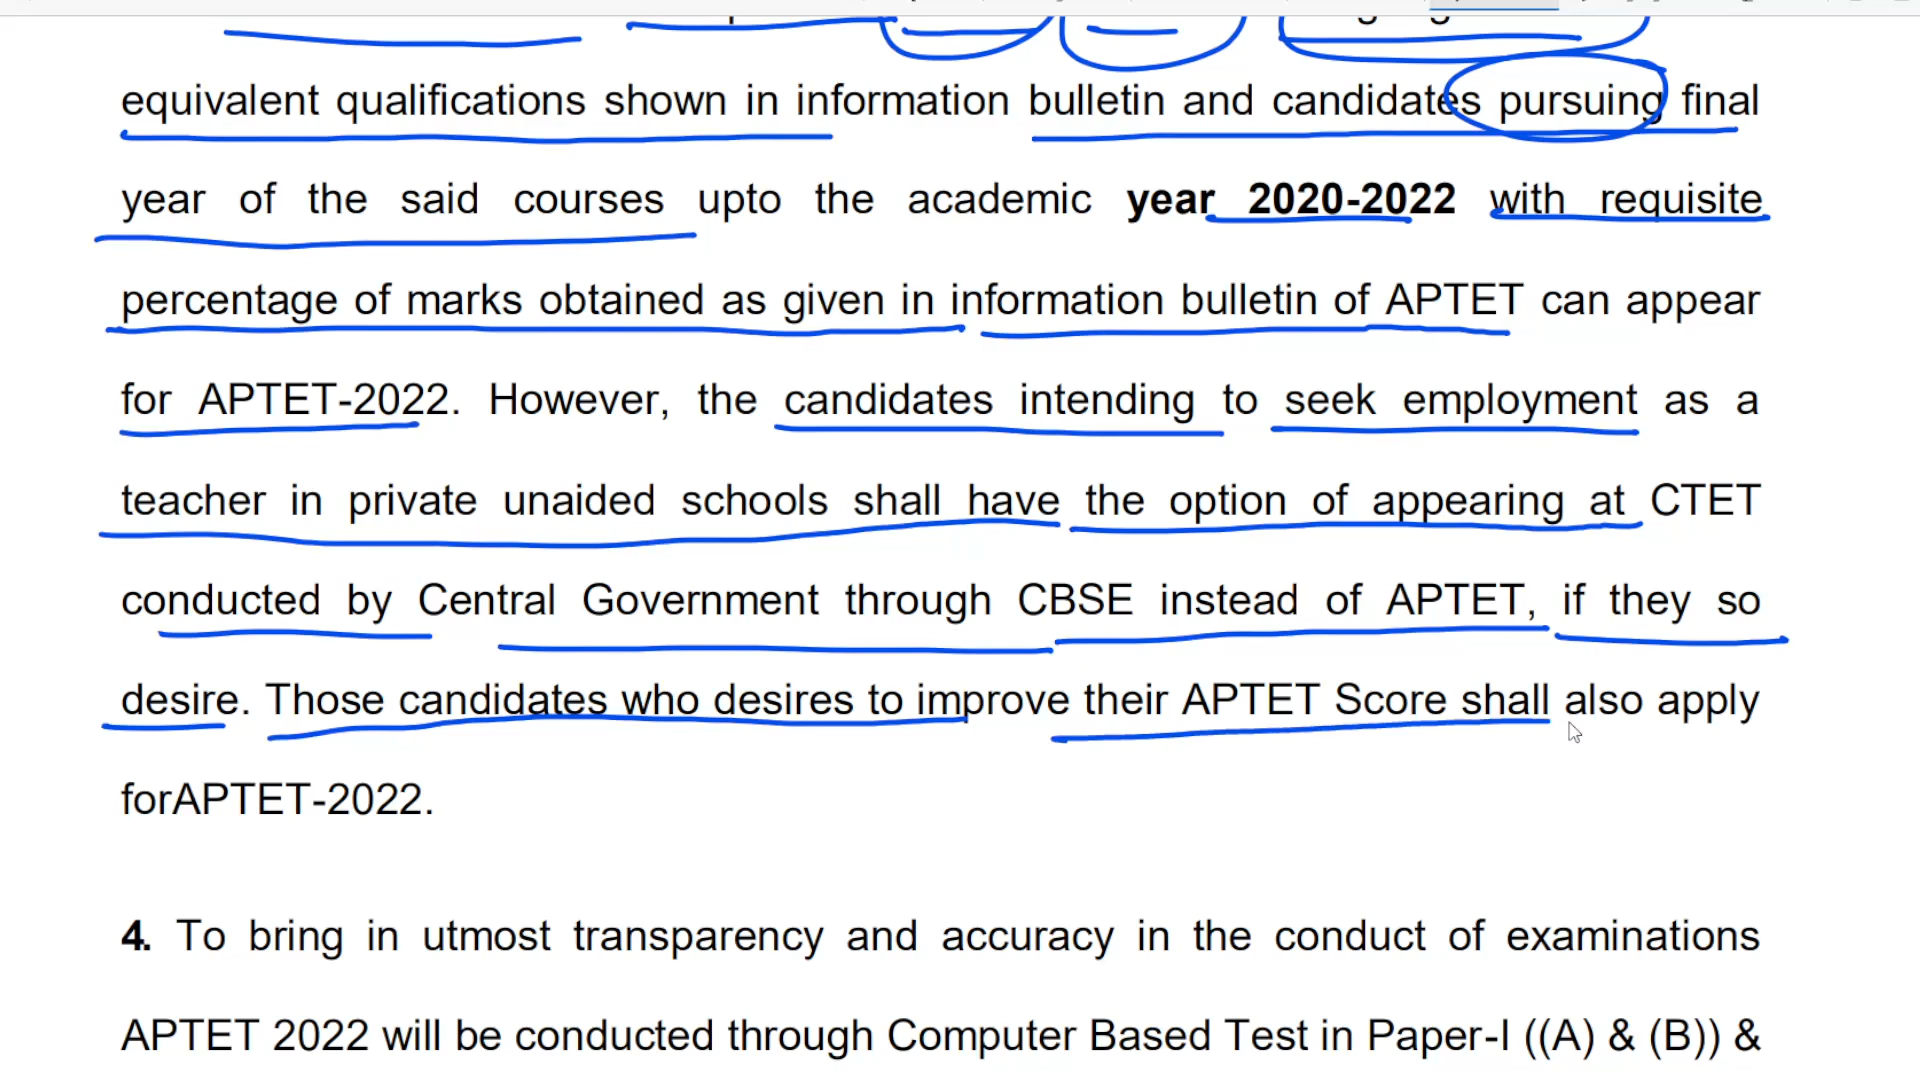 equivalent qualifications shown in information bulletin and candidates pursuing final
year of the said courses upto the academic year 2020-2022 with requisite
percentage of marks obtained as given in information bulletin of APTET can appear
for APTET-2022. However, the candidates intending to seek employment as a
teacher in private unaided schools shall have the option of appearing at CTET
conducted by Central Government through CBSE instead of APTET, if they so
desire. Those candidates who desires to improve their APTET Score shall also apply
forAPTET-2022.
4. To bring in utmost transparency and accuracy in the conduct of examinations
APTET 2022 will be conducted through Computer Based Test in Paper-I ((A) & (B)) &